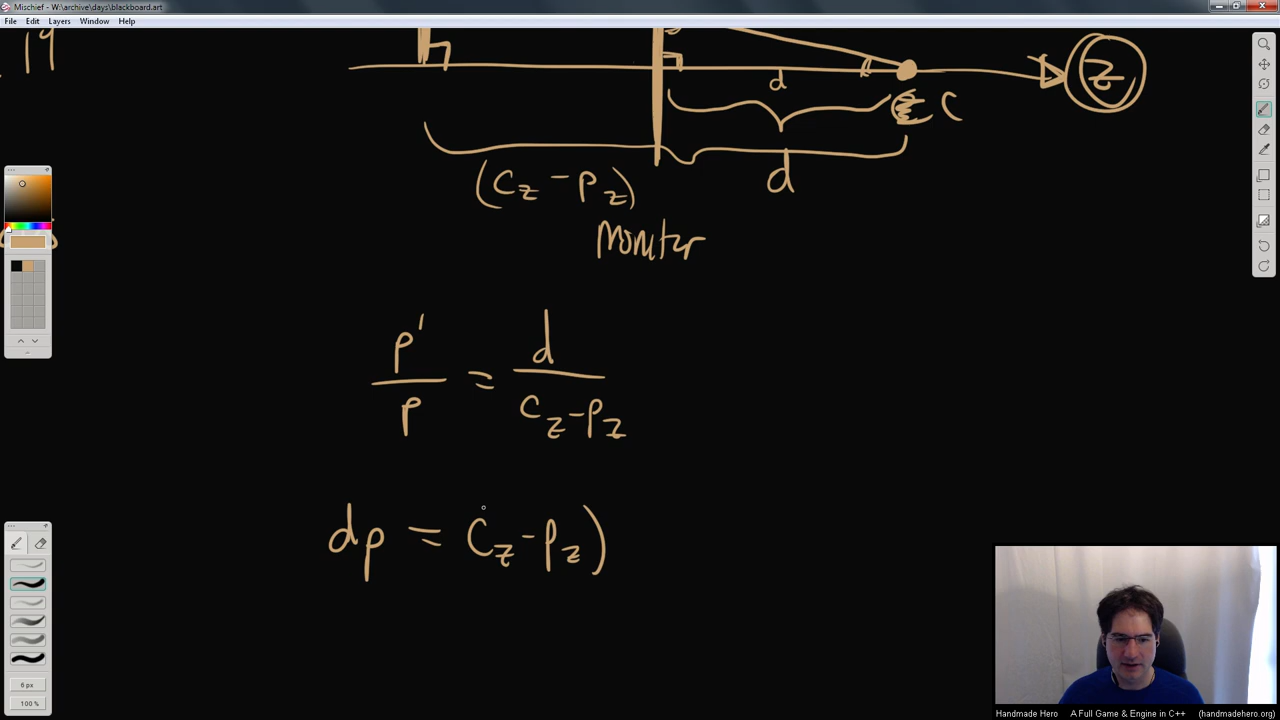 Mischief - W:\archive\days\blackboard.art
File Edit Layers Window Help
19
d
z
C
(Cz - Pz)
d
Monitor
P' / P = d / Cz - Pz
dp = Cz - Pz)
6 px
100 %
Handmade Hero A Full Game & Engine in C++ (handmadehero.org)